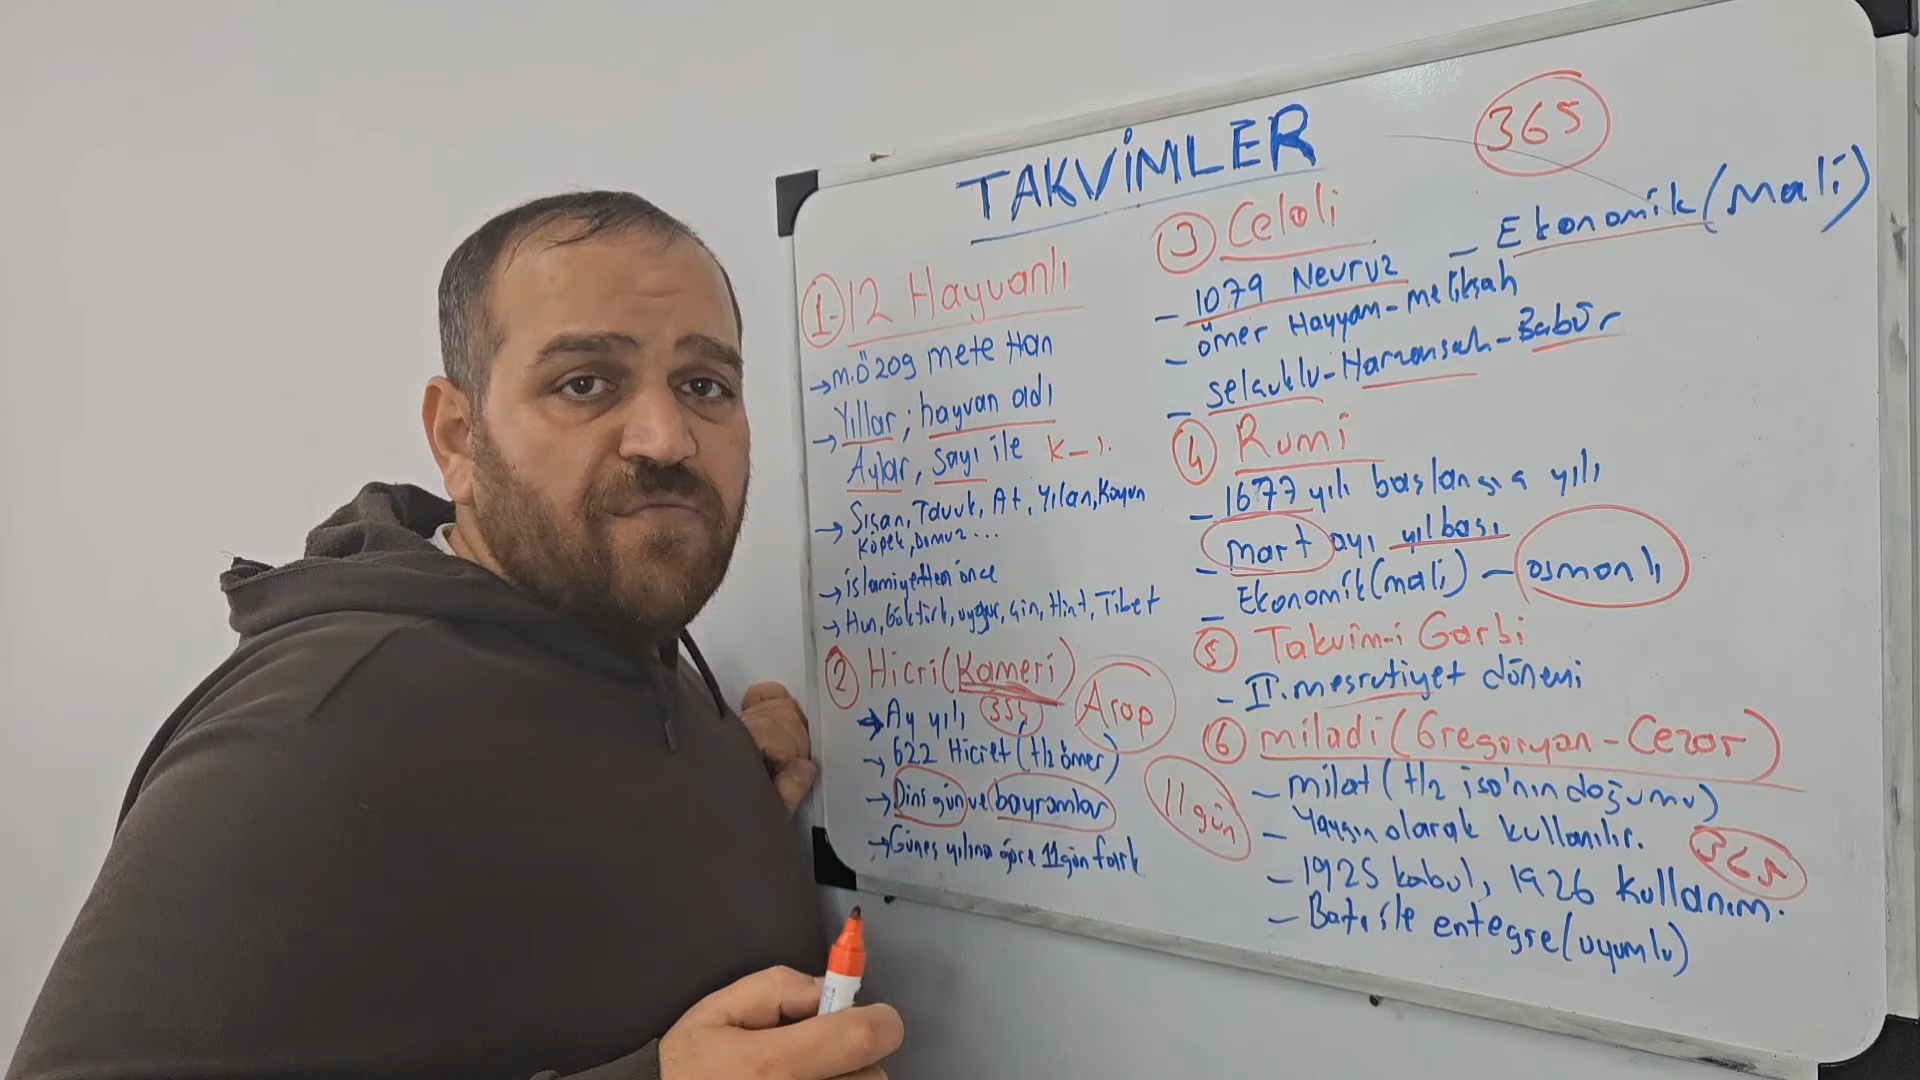 TAKVİMLER
365
1- 12 Hayvanlı
→ M.Ö 209 Mete Han
→ Yıllar; hayvan adı
Aylar, sayı ile K-).
→ Sıçan, Tavuk, At, Yılan, Koyun
Köpek, Domuz...
→ İslamiyetten önce
→ Hun, Göktürk, uygur, Çin, Hint, Tibet
2 Hicri (Kameri)
Arap
→ Ay yılı 355
→ 622 Hicret (Hz ömer)
→ Dini gün ve bayramlar
→ Güneş yılına göre 11 gün fark
11 gün
3 Celali
- Ekonomik (Mali)
- 1079 Nevruz
- ömer Hayyam - melikşah
- selçuklu - Harzemşah - Babür
4 Rumi
- 1677 yılı başlangıç yılı
- mart ayı yılbaşı
- Ekonomik (mali) - osmanlı
5 Takvim-i Garbi
- II. meşrutiyet dönemi
6 miladi (Gregoryan - Cezar)
- milat (Hz isa'nın doğumu)
- Yaygın olarak kullanılır.
365
- 1925 kabul, 1926 kullanım.
- Batı ile entegre (uyumlu)